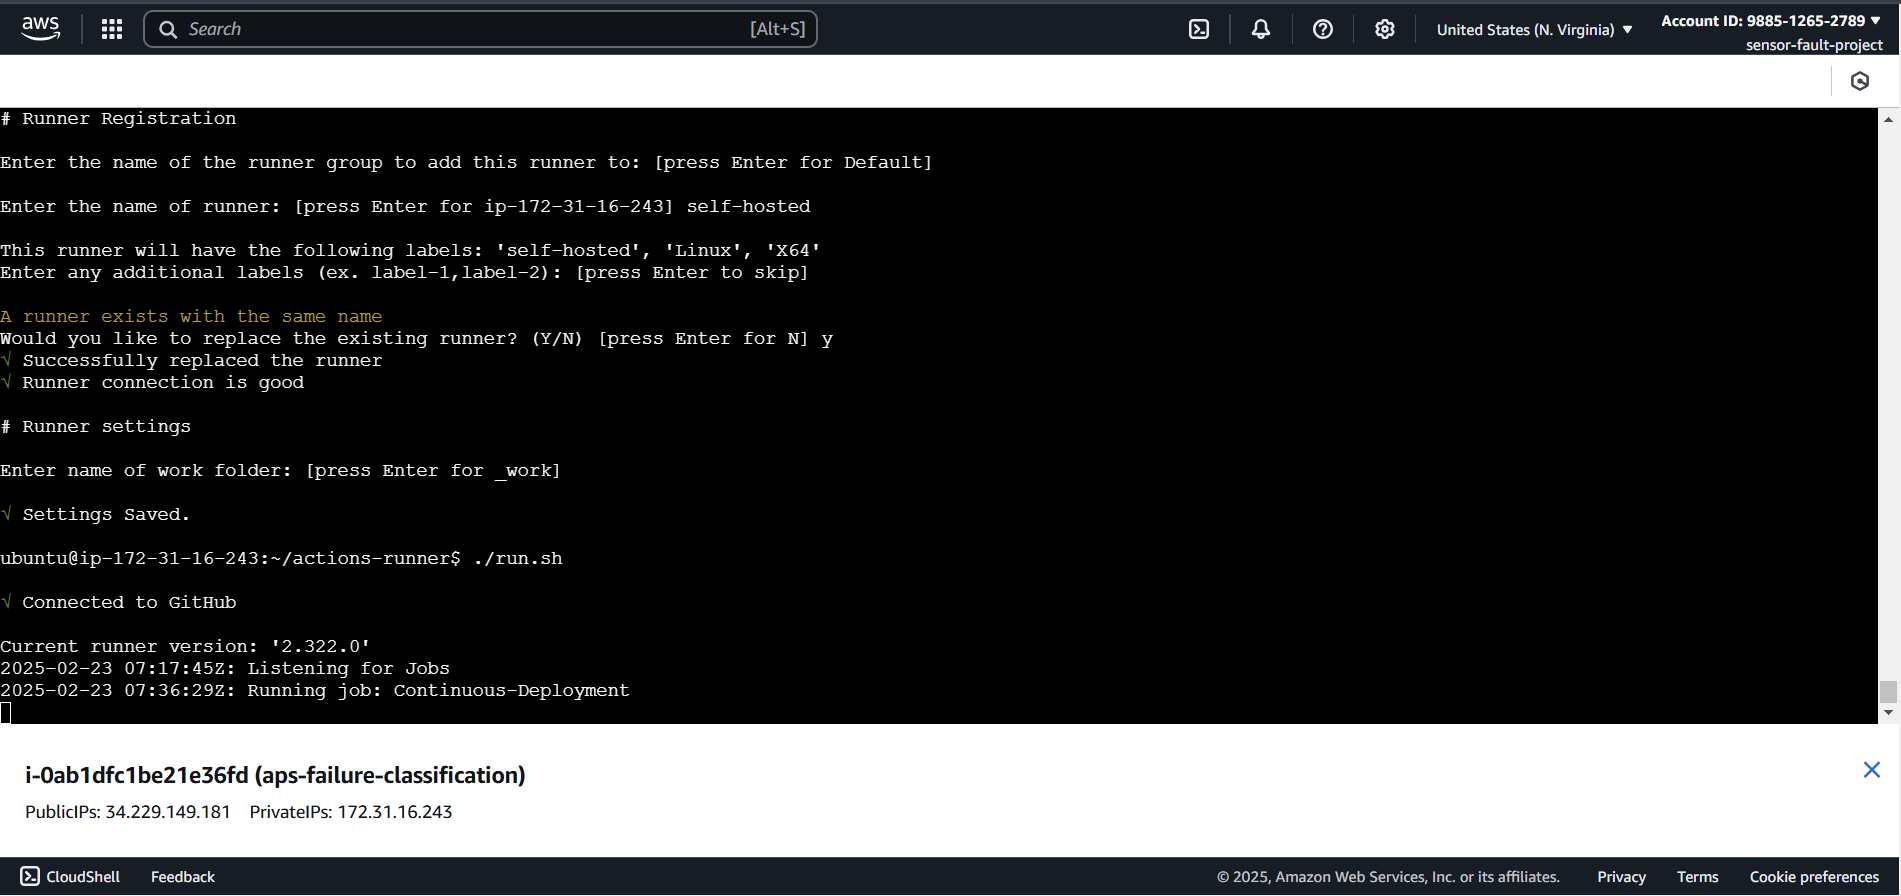 aws
Search [Alt+S]
United States (N. Virginia)
Account ID: 9885-1265-2789
sensor-fault-project
# Runner Registration
Enter the name of the runner group to add this runner to: [press Enter for Default]
Enter the name of runner: [press Enter for ip-172-31-16-243] self-hosted
This runner will have the following labels: 'self-hosted', 'Linux', 'X64'
Enter any additional labels (ex. label-1,label-2): [press Enter to skip]
A runner exists with the same name
Would you like to replace the existing runner? (Y/N) [press Enter for N] y
√ Successfully replaced the runner
√ Runner connection is good
# Runner settings
Enter name of work folder: [press Enter for _work]
√ Settings Saved.
ubuntu@ip-172-31-16-243:~/actions-runner$ ./run.sh
√ Connected to GitHub
Current runner version: '2.322.0'
2025-02-23 07:17:45Z: Listening for Jobs
2025-02-23 07:36:29Z: Running job: Continuous-Deployment
i-0ab1dfc1be21e36fd (aps-failure-classification)
PublicIPs: 34.229.149.181 PrivateIPs: 172.31.16.243
CloudShell Feedback © 2025, Amazon Web Services, Inc. or its affiliates. Privacy Terms Cookie preferences